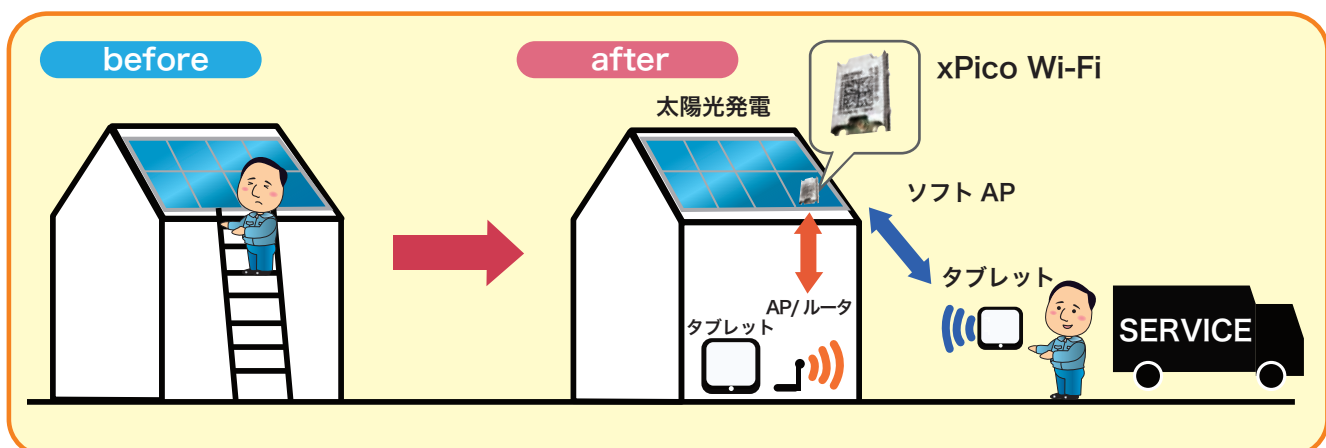 before
after
xPico Wi-Fi
太陽光発電
ソフト AP
タブレット
AP/ルータ
タブレット
SERVICE